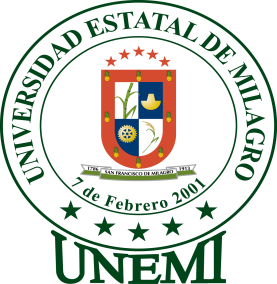 UNIVERSIDAD ESTATAL DE MILAGRO
1786 SAN FRANCISCO DE MILAGRO 1913
7 de Febrero 2001
UNEMI